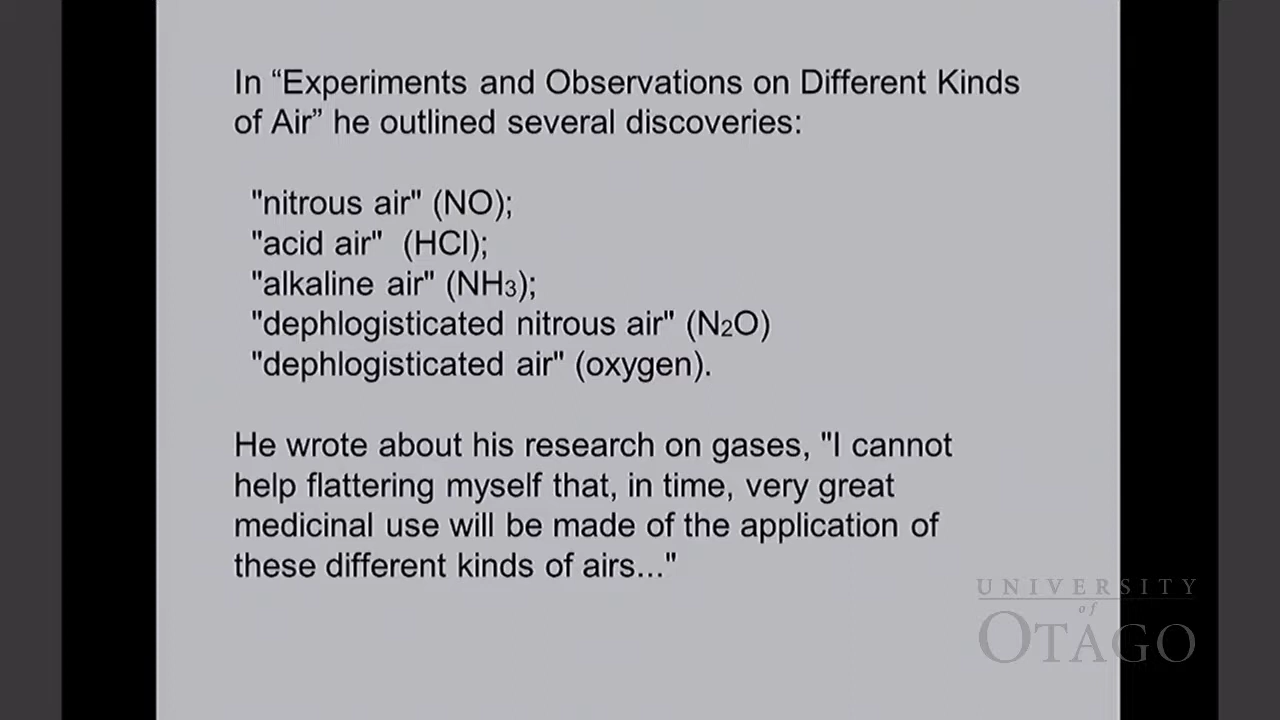 In “Experiments and Observations on Different Kinds
of Air” he outlined several discoveries:
"nitrous air" (NO);
"acid air"  (HCl);
"alkaline air" (NH3);
"dephlogisticated nitrous air" (N2O)
"dephlogisticated air" (oxygen).
He wrote about his research on gases, "I cannot
help flattering myself that, in time, very great
medicinal use will be made of the application of
these different kinds of airs..."
UNIVERSITY
of
OTAGO